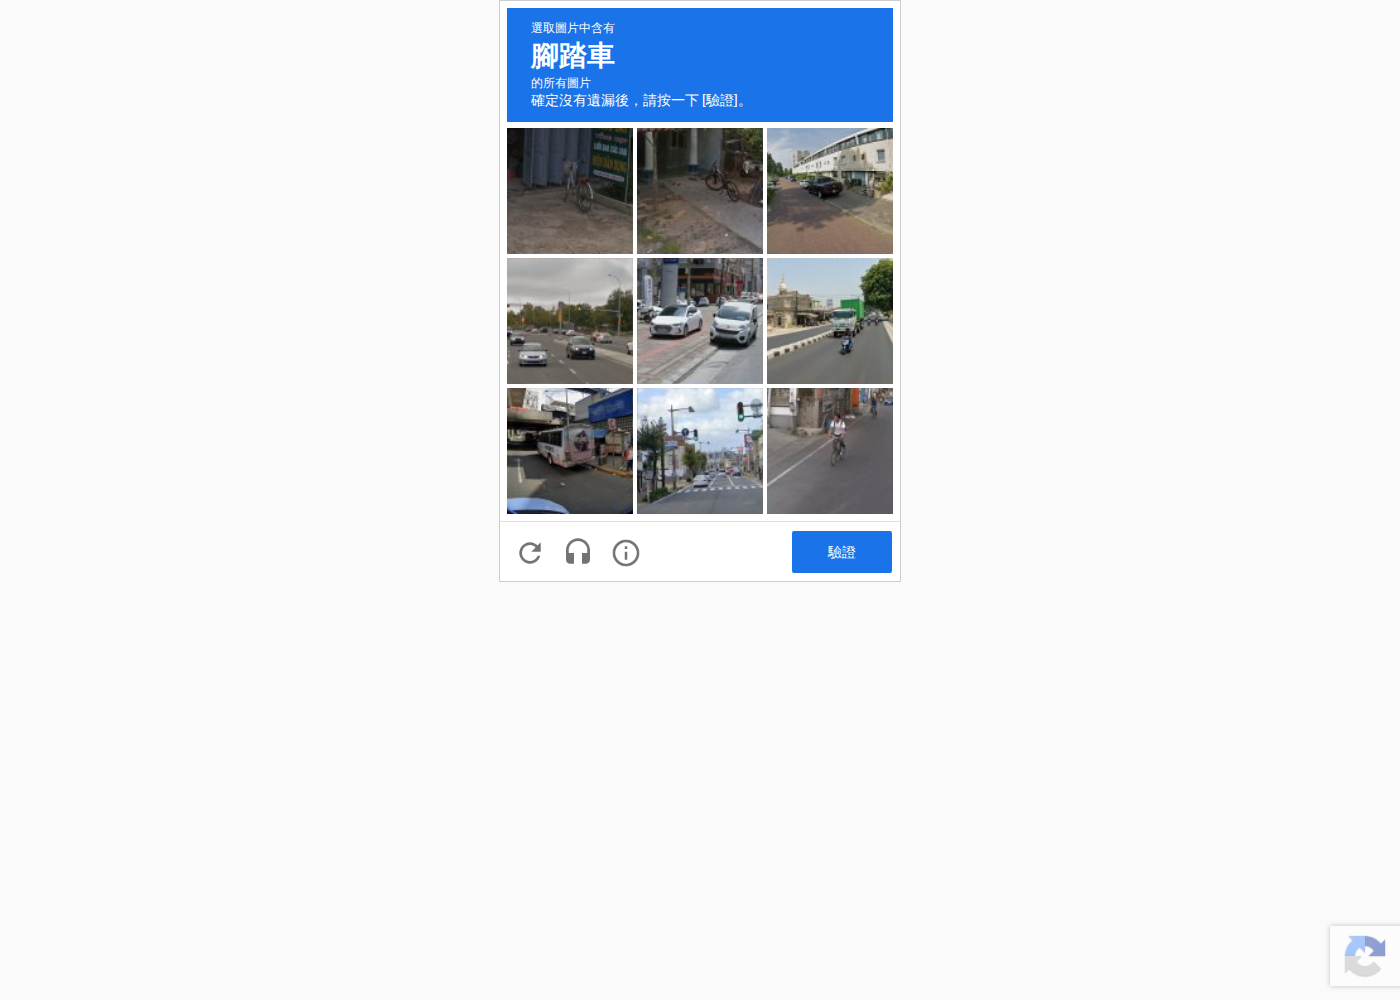 選取圖片中含有
腳踏車
的所有圖片
確定沒有遺漏後，請按一下 [驗證]。
驗證